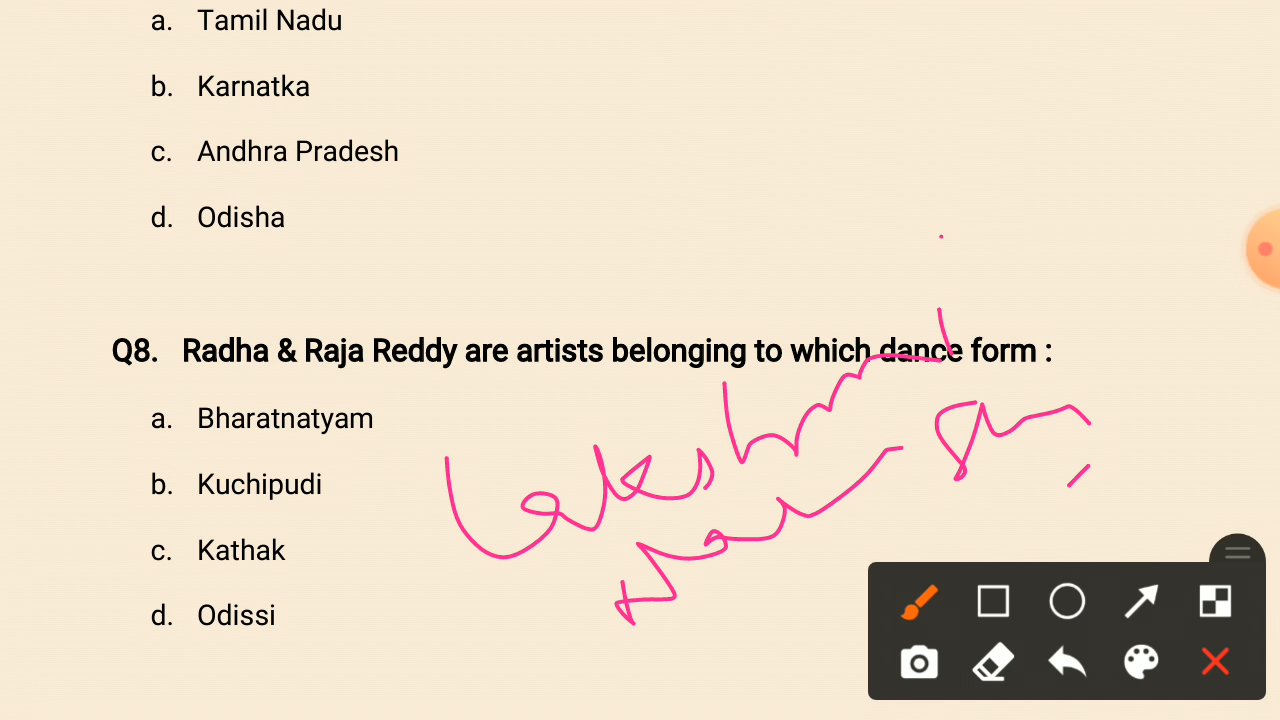 a. Tamil Nadu
b. Karnatka
c. Andhra Pradesh
d. Odisha
Q8. Radha & Raja Reddy are artists belonging to which dance form :
a. Bharatnatyam
b. Kuchipudi
c. Kathak
d. Odissi
Lakshmi